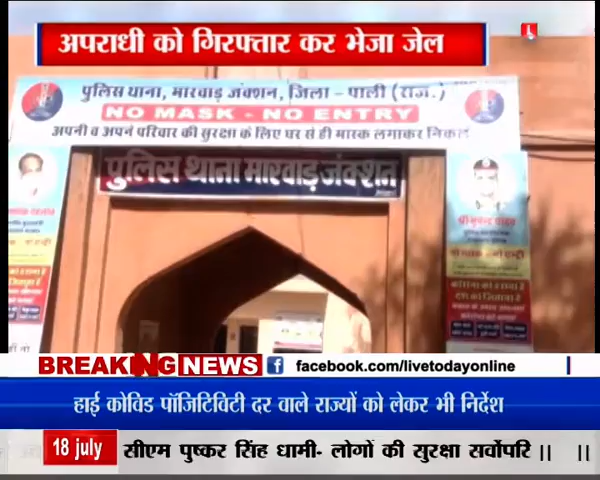 अपराधी को गिरफ्तार कर भेजा जेल
पुलिस थाना, मारवाड़ जंक्शन, जिला - पाली (राज.)
NO MASK - NO ENTRY
अपनी व अपने परिवार की सुरक्षा के लिए घर से ही मास्क लगाकर निकलें
पुलिस थाना मारवाड़ जंक्शन
BREAKING NEWS
facebook.com/livetodayonline
हाई कोविड पॉजिटिविटी दर वाले राज्यों को लेकर भी निर्देश
18 july
सीएम पुष्कर सिंह धामी- लोगों की सुरक्षा सर्वोपरि || ||